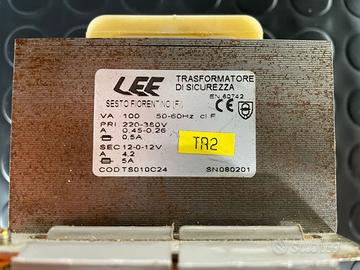 LEE
TRASFORMATORE
DI SICUREZZA
SESTO FIORENTINO (FI)
EN 60742
CE
VA 100 50-60Hz cl F
PRI 220-380V
A 0.45-0.26
0,5A
TR2
SEC 12-0-12V
A 4.2
5A
COD TS010C24
SN080201